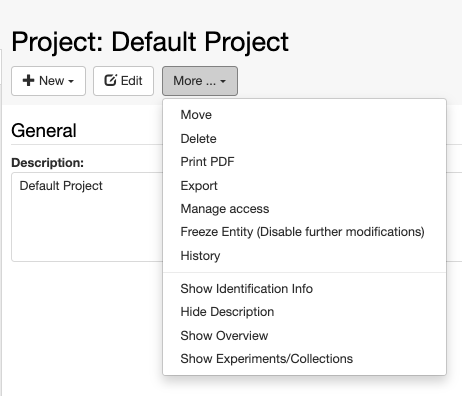 Project: Default Project
New Edit More ...
Move
Delete
Print PDF
Export
Manage access
Freeze Entity (Disable further modifications)
History
Show Identification Info
Hide Description
Show Overview
Show Experiments/Collections
General
Description:
Default Project